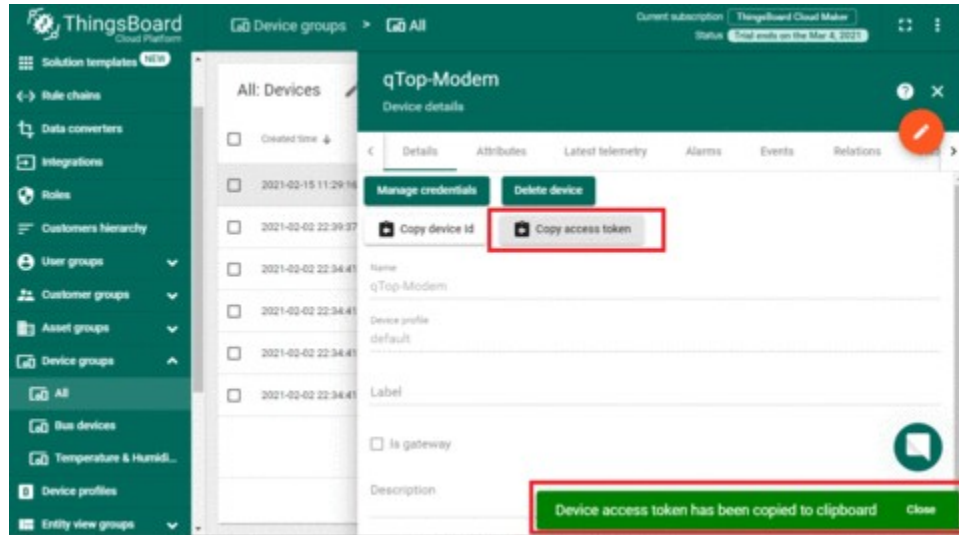 ThingsBoard
Cloud Platform
Device groups > All
Current subscription ThingsBoard Cloud Maker
Status Trial ends on the Mar 4, 2021
Solution templates NEW
Rule chains
Data converters
Integrations
Roles
Customers hierarchy
User groups
Customer groups
Asset groups
Device groups
All
Bus devices
Temperature & Humidi...
Device profiles
Entity view groups
All: Devices
Created time
2021-02-15 11:29:16
2021-02-02 22:39:37
2021-02-02 22:34:41
2021-02-02 22:34:41
2021-02-02 22:34:41
2021-02-02 22:34:41
qTop-Modem
Device details
Details Attributes Latest telemetry Alarms Events Relations
Manage credentials Delete device
Copy device Id Copy access token
Name
qTop-Modem
Device profile
default
Label
Is gateway
Description
Device access token has been copied to clipboard Close